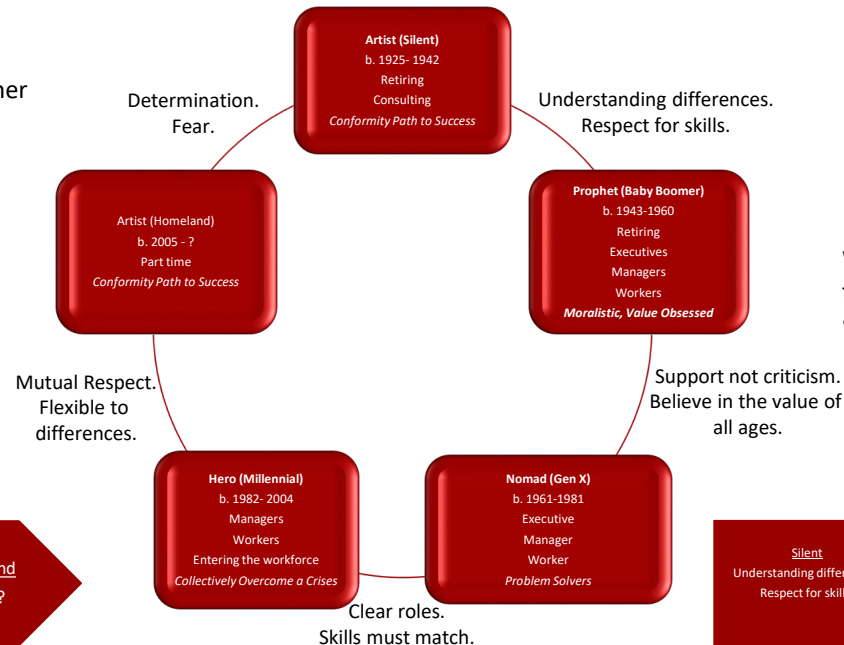 Artist (Silent)
b. 1925- 1942
Retiring
Consulting
Conformity Path to Success
Determination.
Fear.
Understanding differences.
Respect for skills.
Artist (Homeland)
b. 2005 - ?
Part time
Conformity Path to Success
Prophet (Baby Boomer)
b. 1943-1960
Retiring
Executives
Managers
Workers
Moralistic, Value Obsessed
Mutual Respect.
Flexible to
differences.
Support not criticism.
Believe in the value of
all ages.
Hero (Millennial)
b. 1982- 2004
Managers
Workers
Entering the workforce
Collectively Overcome a Crises
Nomad (Gen X)
b. 1961-1981
Executive
Manager
Worker
Problem Solvers
Clear roles.
Skills must match.
?
Silent
Understanding
Respect for